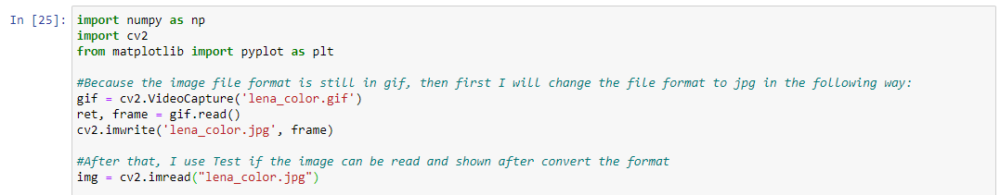 In [25]: import numpy as np
import cv2
from matplotlib import pyplot as plt
#Because the image file format is still in gif, then first I will change the file format to jpg in the following way:
gif = cv2.VideoCapture('lena_color.gif')
ret, frame = gif.read()
cv2.imwrite('lena_color.jpg', frame)
#After that, I use Test if the image can be read and shown after convert the format
img = cv2.imread("lena_color.jpg")